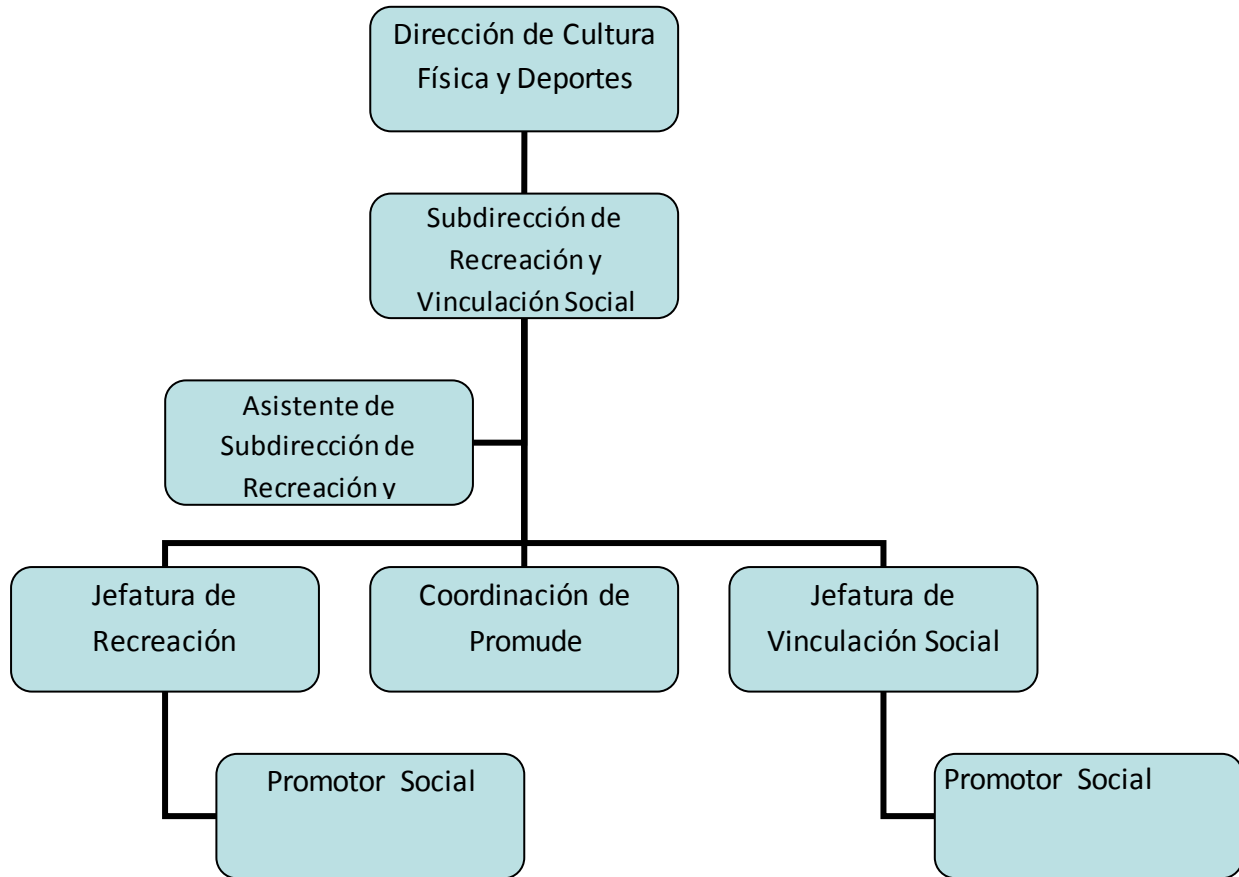 Dirección de Cultura
Física y Deportes
Subdirección de
Recreación y
Vinculación Social
Asistente de
Subdirección de
Recreación y
Jefatura de
Recreación
Coordinación de
Promude
Jefatura de
Vinculación Social
Promotor Social
Promotor Social